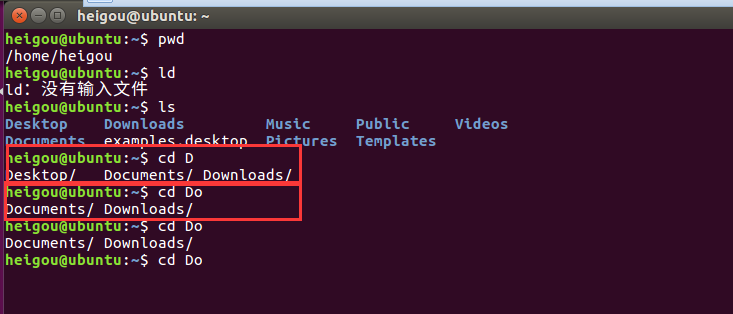 heigou@ubuntu: ~
heigou@ubuntu:~$ pwd
/home/heigou
heigou@ubuntu:~$ ld
ld: 没有输入文件
heigou@ubuntu:~$ ls
Desktop Downloads Music Public Videos
Documents examples.desktop Pictures Templates
heigou@ubuntu:~$ cd D
Desktop/ Documents/ Downloads/
heigou@ubuntu:~$ cd Do
Documents/ Downloads/
heigou@ubuntu:~$ cd Do
Documents/ Downloads/
heigou@ubuntu:~$ cd Do